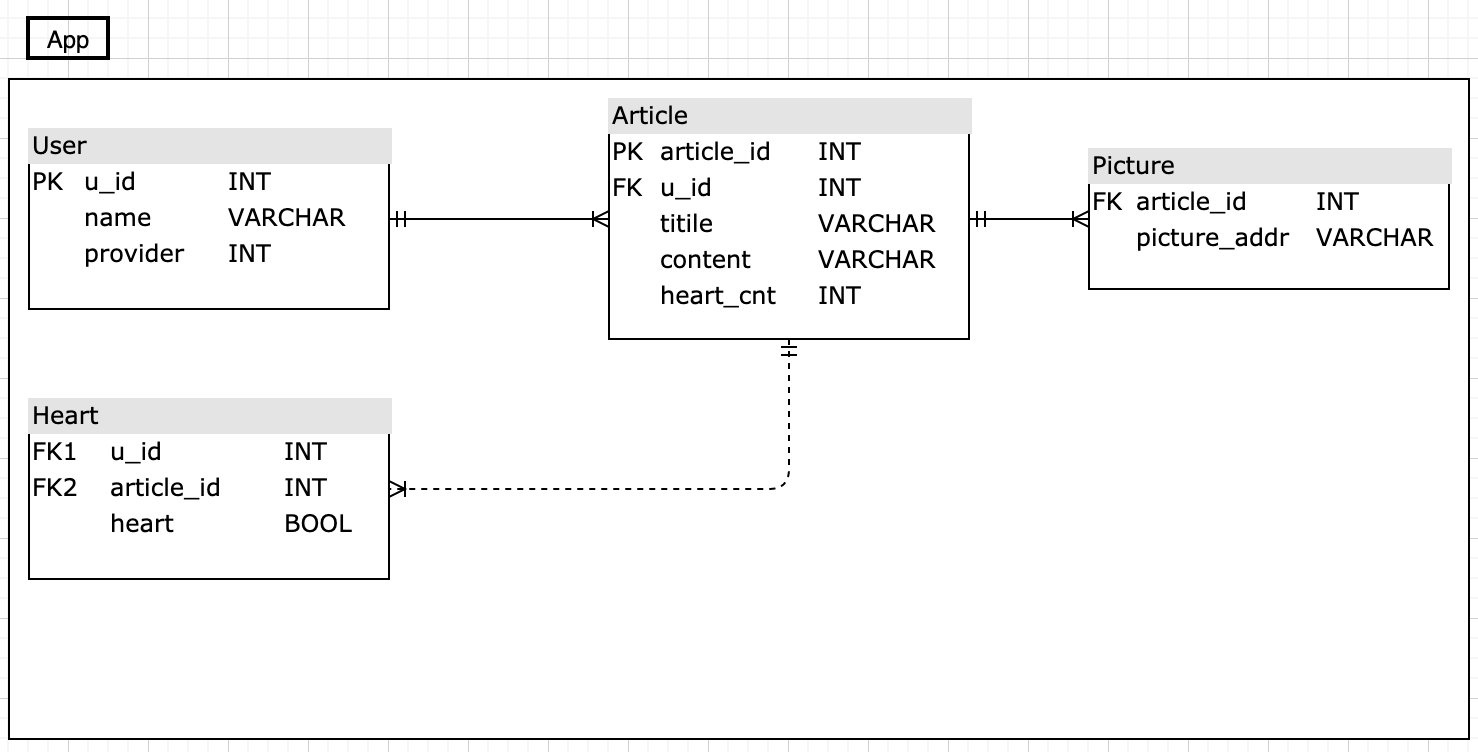 App
User
PK u_id INT
name VARCHAR
provider INT
Article
PK article_id INT
FK u_id INT
titile VARCHAR
content VARCHAR
heart_cnt INT
Picture
FK article_id INT
picture_addr VARCHAR
Heart
FK1 u_id INT
FK2 article_id INT
heart BOOL